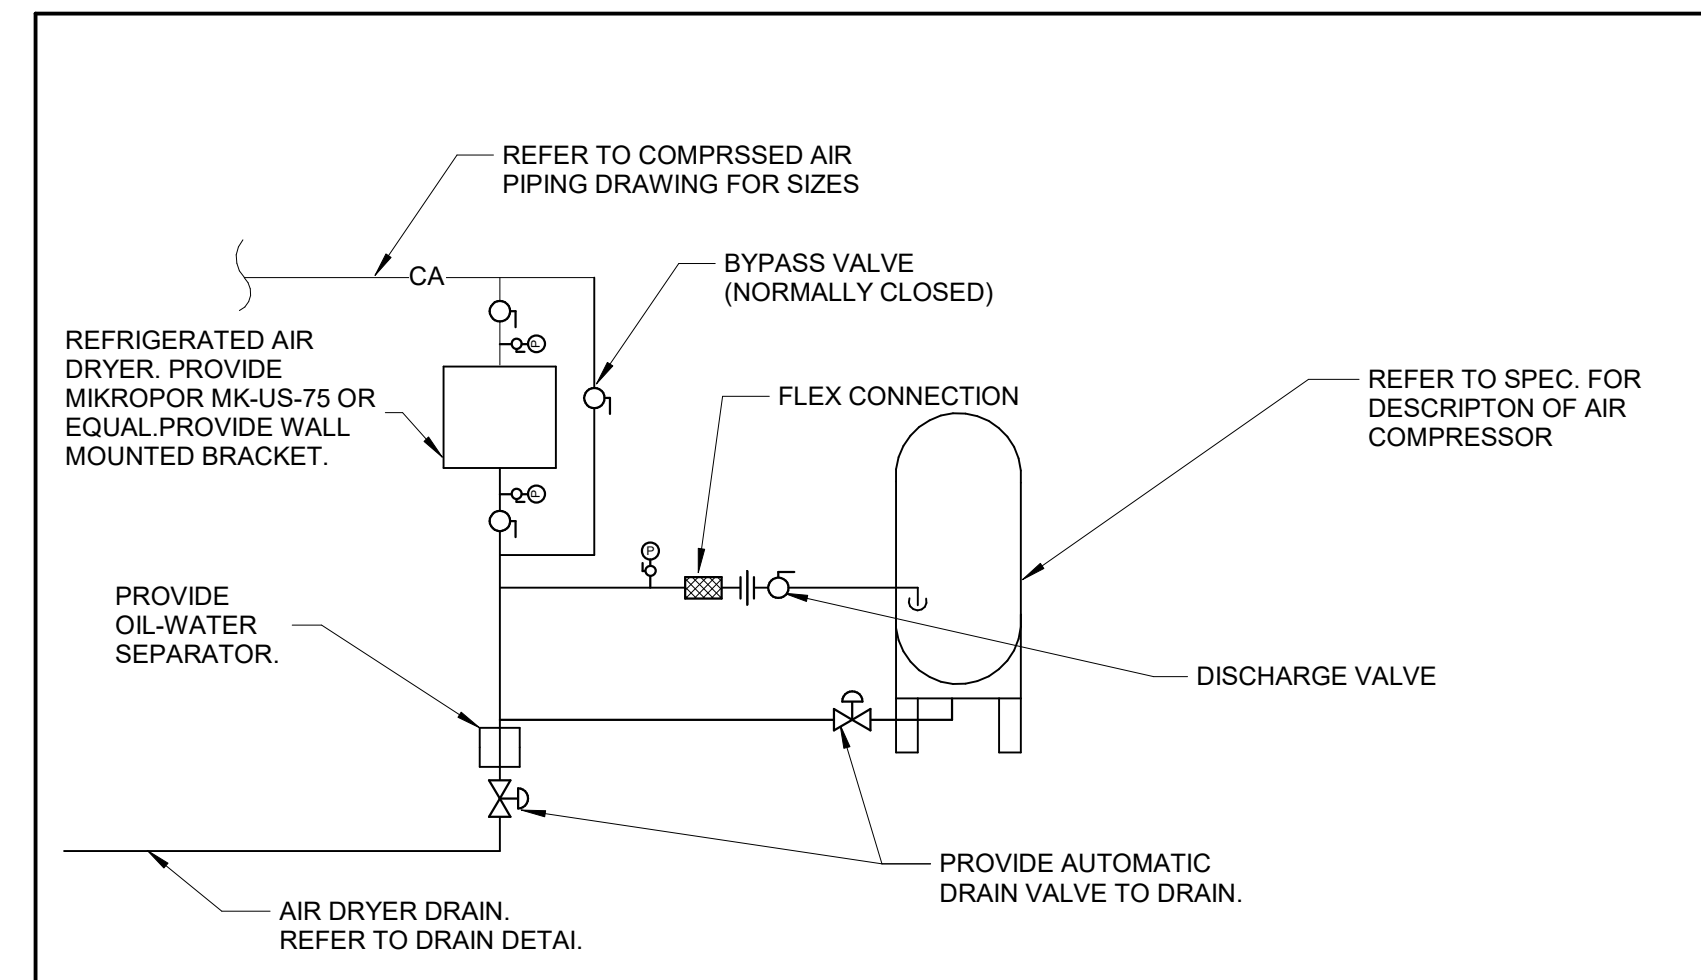 REFER TO COMPRSSED AIR
PIPING DRAWING FOR SIZES
CA
BYPASS VALVE
(NORMALLY CLOSED)
REFRIGERATED AIR
DRYER. PROVIDE
MIKROPOR MK-US-75 OR
EQUAL.PROVIDE WALL
MOUNTED BRACKET.
P
FLEX CONNECTION
REFER TO SPEC. FOR
DESCRIPTON OF AIR
COMPRESSOR
P
P
PROVIDE
OIL-WATER
SEPARATOR.
DISCHARGE VALVE
PROVIDE AUTOMATIC
DRAIN VALVE TO DRAIN.
AIR DRYER DRAIN.
REFER TO DRAIN DETAI.